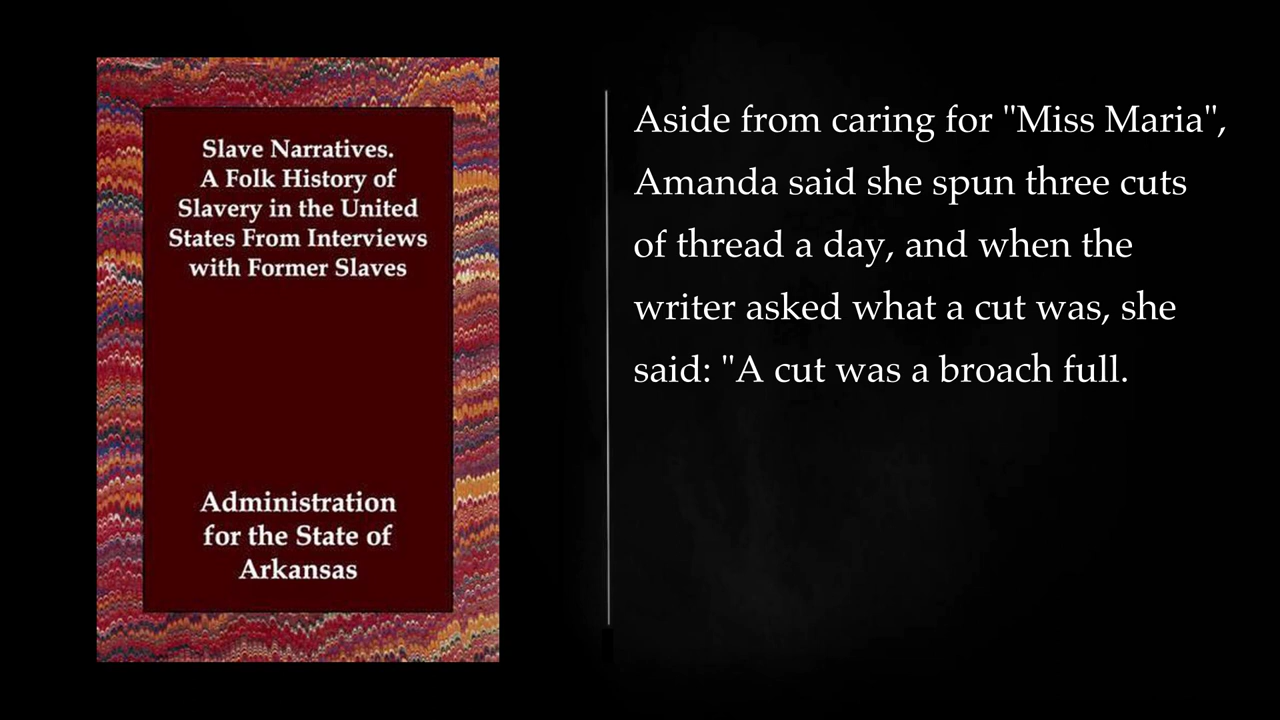 Slave Narratives.
A Folk History of
Slavery in the United
States From Interviews
with Former Slaves
Administration
for the State of
Arkansas
Aside from caring for "Miss Maria",
Amanda said she spun three cuts
of thread a day, and when the
writer asked what a cut was, she
said: "A cut was a broach full.